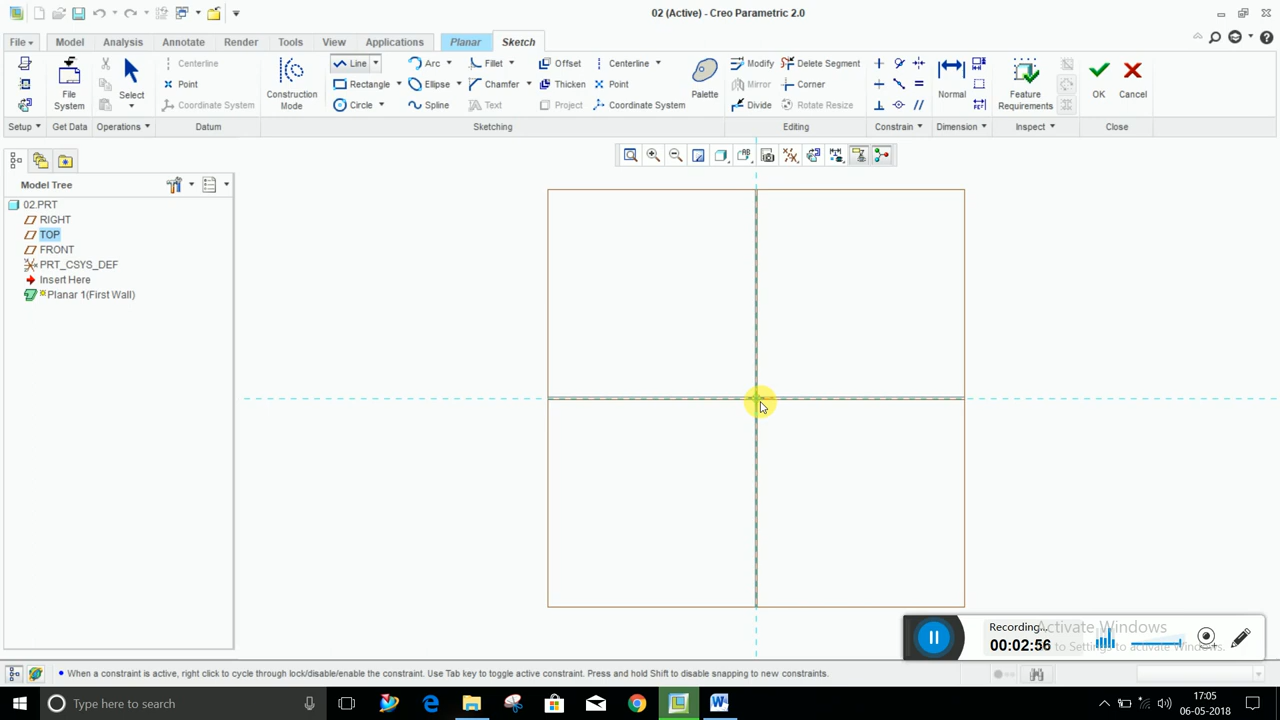 02 (Active) - Creo Parametric 2.0
File Model Analysis Annotate Render Tools View Applications Planar Sketch
Setup
File System
Get Data
Select
Operations
Centerline
Point
Coordinate System
Datum
Construction Mode
Line Arc Fillet Offset Centerline
Rectangle Ellipse Chamfer Thicken Point
Circle Spline Text Project Coordinate System
Palette
Sketching
Modify Delete Segment
Mirror Corner
Divide Rotate Resize
Editing
Constrain
Normal
Dimension
Feature Requirements
Inspect
OK Cancel
Close
Model Tree
02.PRT
RIGHT
TOP
FRONT
PRT_CSYS_DEF
Insert Here
Planar 1(First Wall)
Recording...
00:02:56
Activate Windows
to Settings to activate Windows.
When a constraint is active, right click to cycle through lock/disable/enable the constraint. Use Tab key to toggle active constraint. Press and hold Shift to disable snapping to new constraints.
Type here to search
17:05
06-05-2018